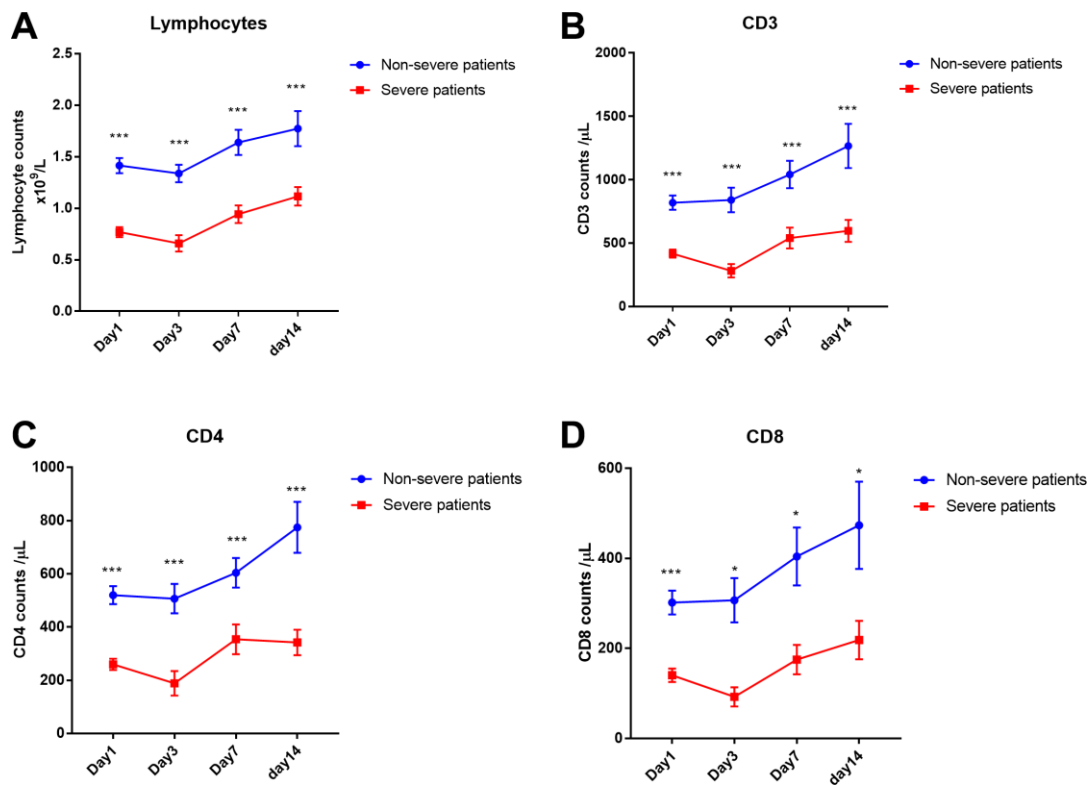 A
Lymphocytes
2.5
2.0
1.5
1.0
0.5
0.0
Lymphocyte counts
x10⁹/L
***
***
***
***
Day1
Day3
Day7
day14
Non-severe patients
Severe patients
B
CD3
2000
1500
1000
500
0
CD3 counts /μL
***
***
***
***
Day1
Day3
Day7
day14
Non-severe patients
Severe patients
C
CD4
1000
800
600
400
200
0
CD4 counts /μL
***
***
***
***
Day1
Day3
Day7
day14
Non-severe patients
Severe patients
D
CD8
600
400
200
0
CD8 counts /μL
***
*
*
*
Day1
Day3
Day7
day14
Non-severe patients
Severe patients